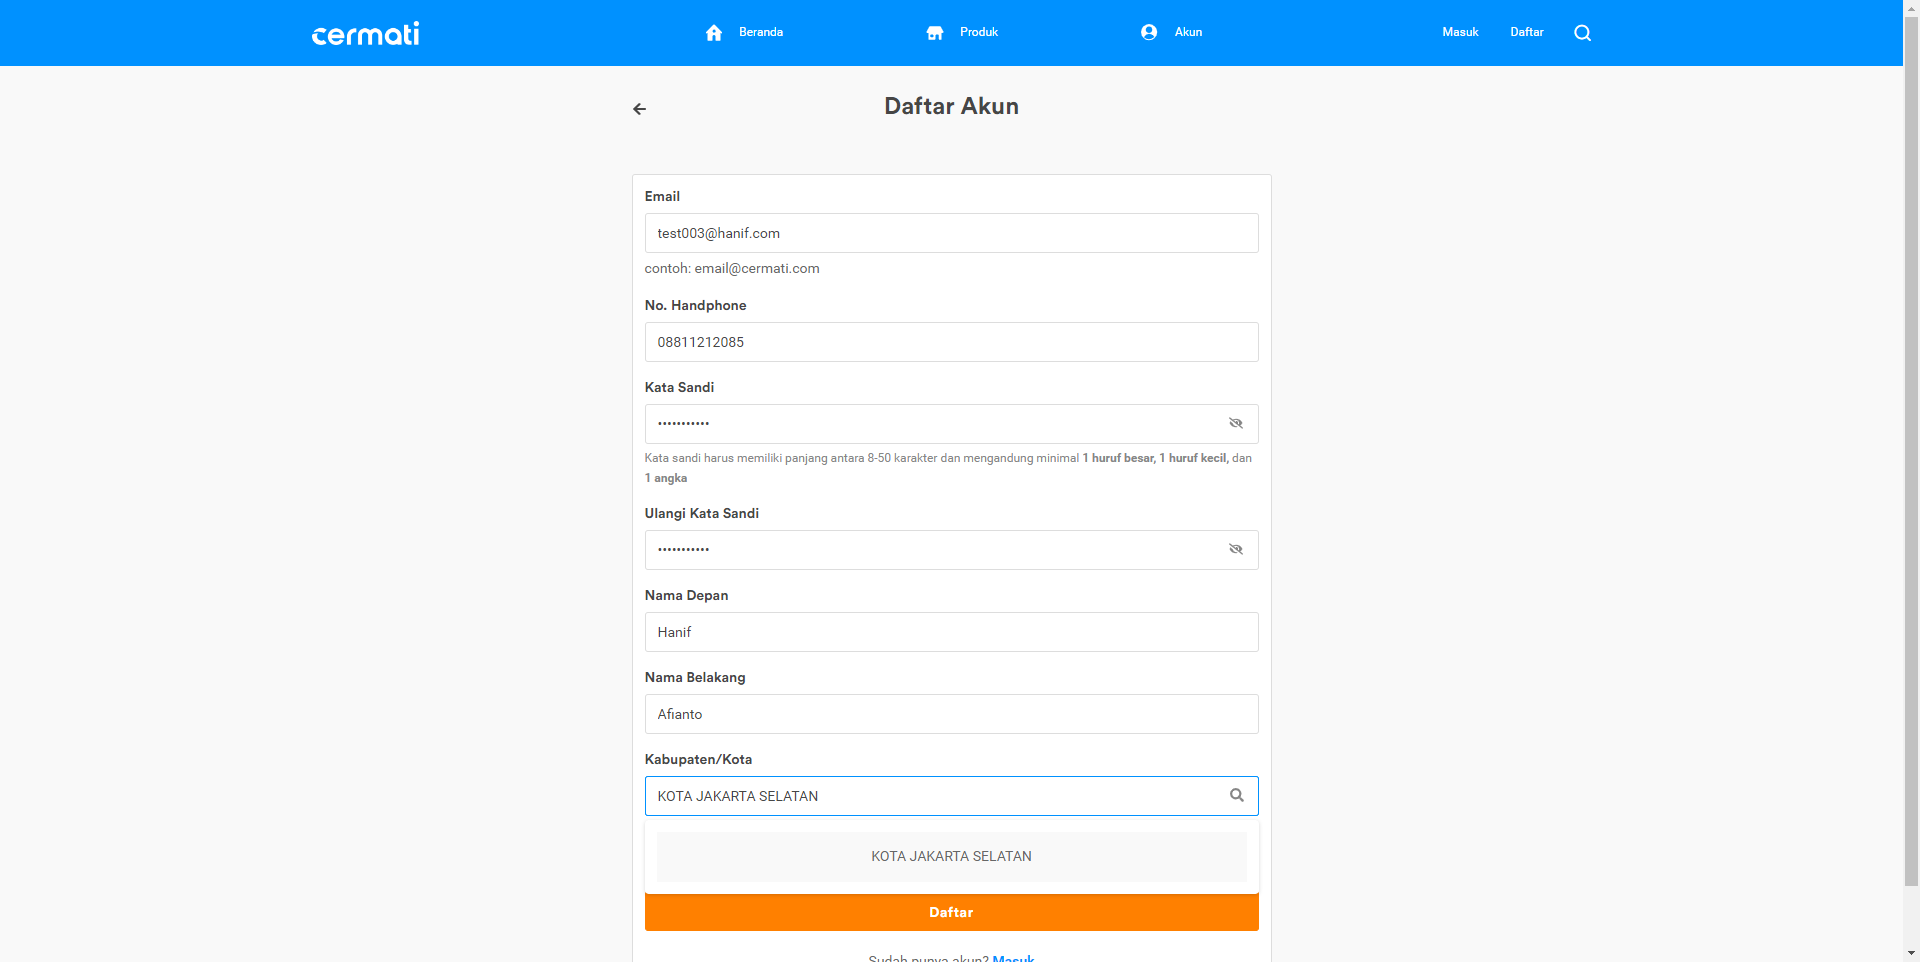 cermati
Beranda
Produk
Akun
Masuk
Daftar
Daftar Akun
Email
test003@hanif.com
contoh: email@cermati.com
No. Handphone
08811212085
Kata Sandi
•••••••••••
Kata sandi harus memiliki panjang antara 8-50 karakter dan mengandung minimal 1 huruf besar, 1 huruf kecil, dan
1 angka
Ulangi Kata Sandi
•••••••••••
Nama Depan
Hanif
Nama Belakang
Afianto
Kabupaten/Kota
KOTA JAKARTA SELATAN
KOTA JAKARTA SELATAN
Daftar
Sudah punya akun? Masuk